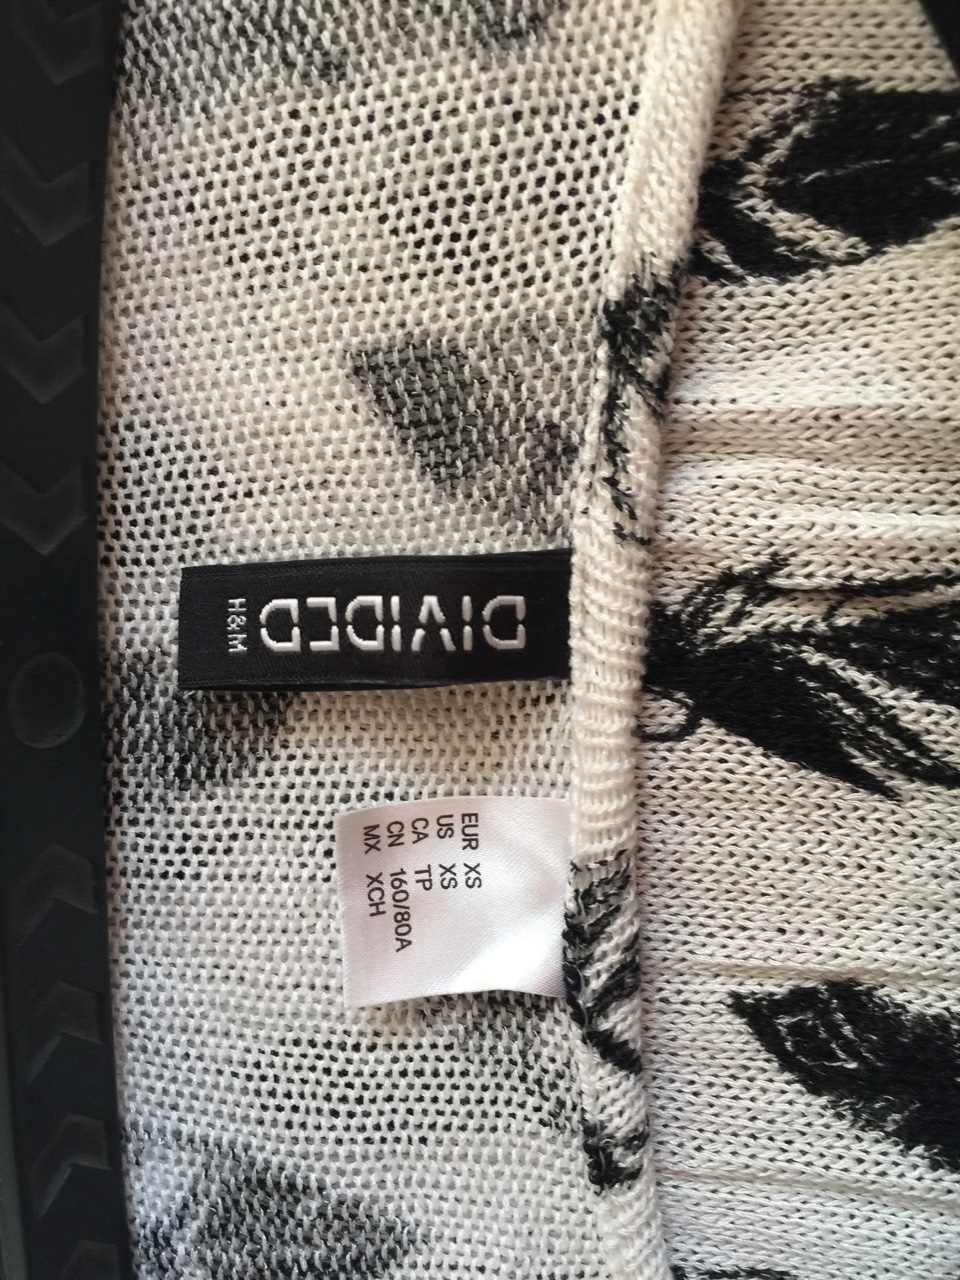 DIVIDED
H&M
EUR XS
US XS
CA TP
CN 160/80A
MX XCH